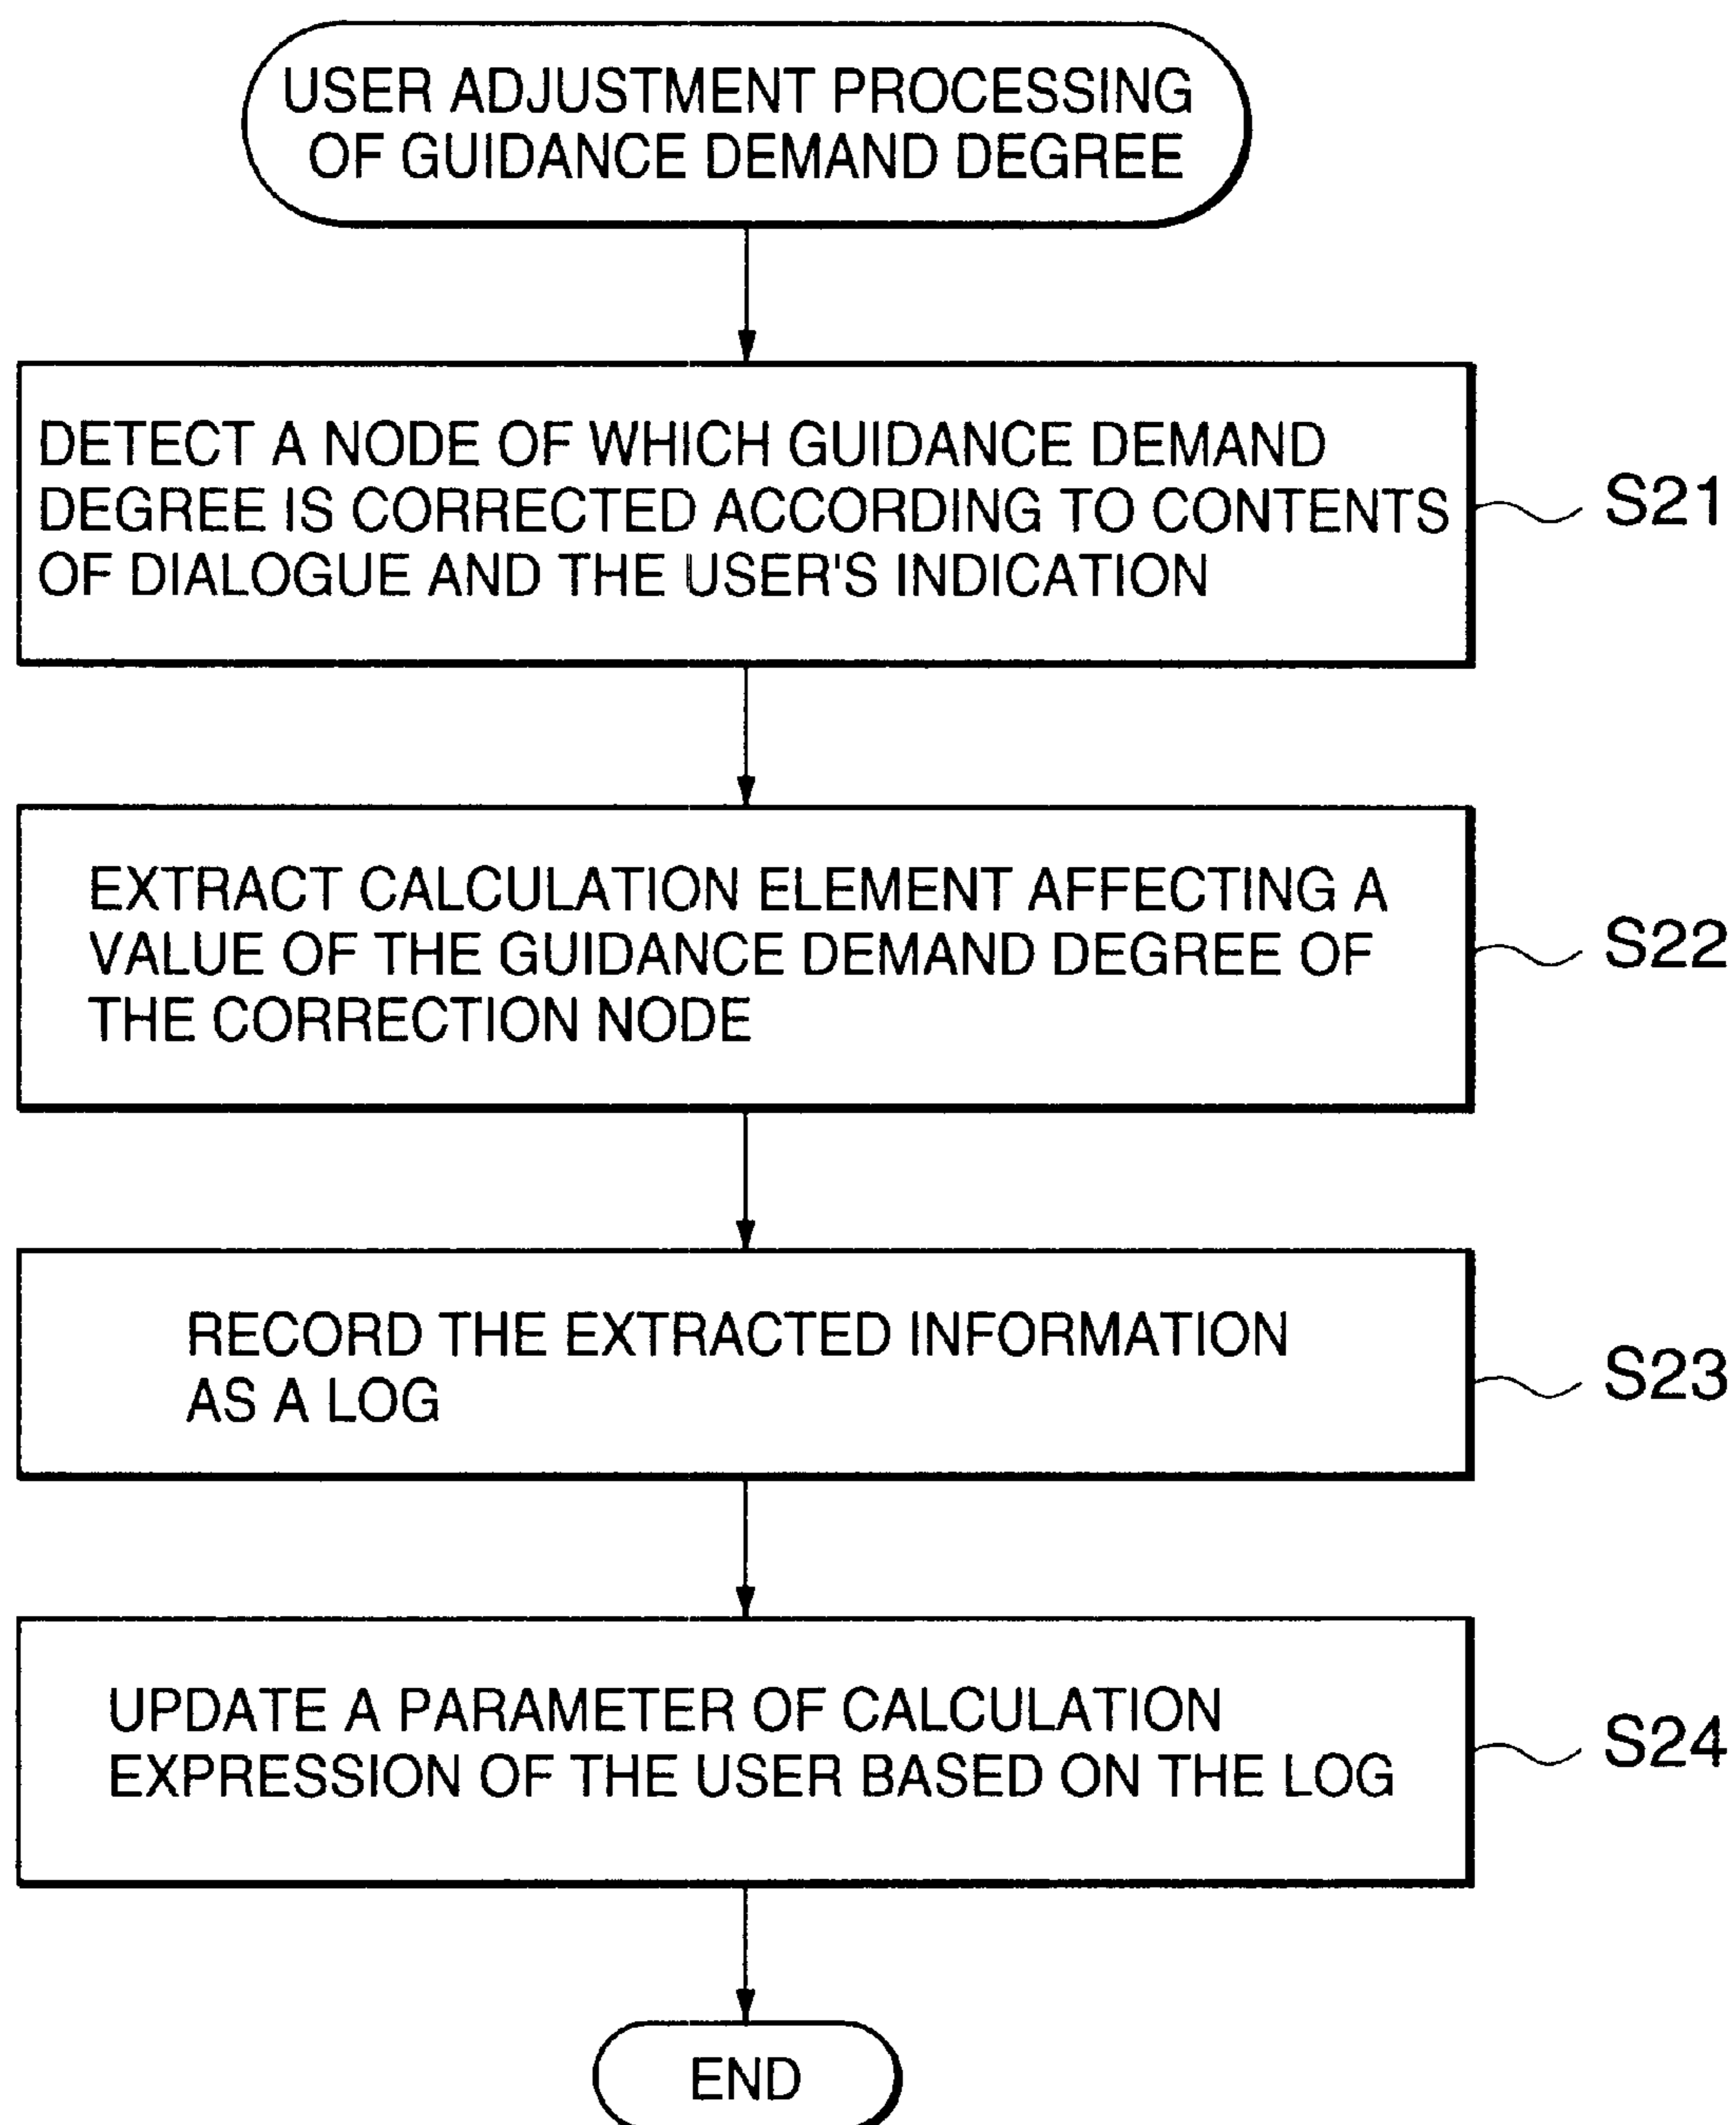 USER ADJUSTMENT PROCESSING
OF GUIDANCE DEMAND DEGREE
DETECT A NODE OF WHICH GUIDANCE DEMAND
DEGREE IS CORRECTED ACCORDING TO CONTENTS
OF DIALOGUE AND THE USER'S INDICATION
S21
EXTRACT CALCULATION ELEMENT AFFECTING A
VALUE OF THE GUIDANCE DEMAND DEGREE OF
THE CORRECTION NODE
S22
RECORD THE EXTRACTED INFORMATION
AS A LOG
S23
UPDATE A PARAMETER OF CALCULATION
EXPRESSION OF THE USER BASED ON THE LOG
S24
END